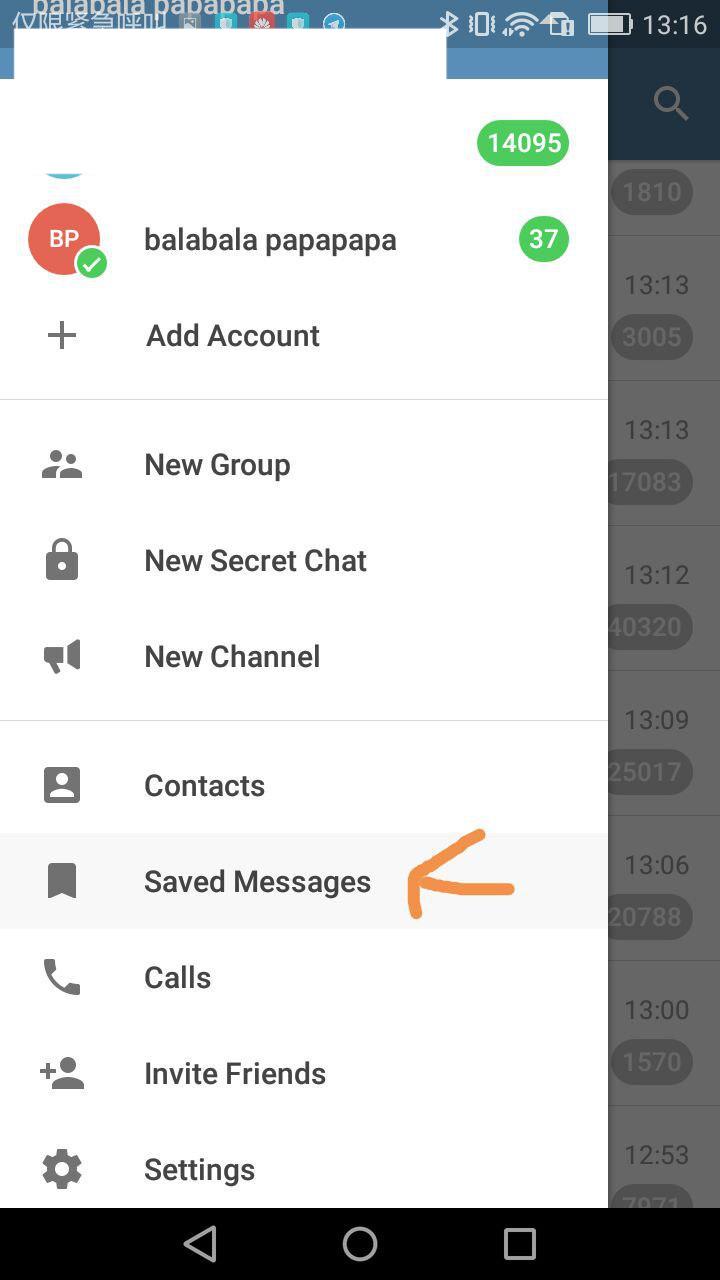 balabala papapapa
仅限紧急呼叫
13:16
14095
1810
BP
balabala papapapa
37
13:13
3005
Add Account
13:13
17083
New Group
New Secret Chat
13:12
40320
New Channel
13:09
25017
Contacts
Saved Messages
13:06
20788
Calls
13:00
1570
Invite Friends
Settings
12:53
7971